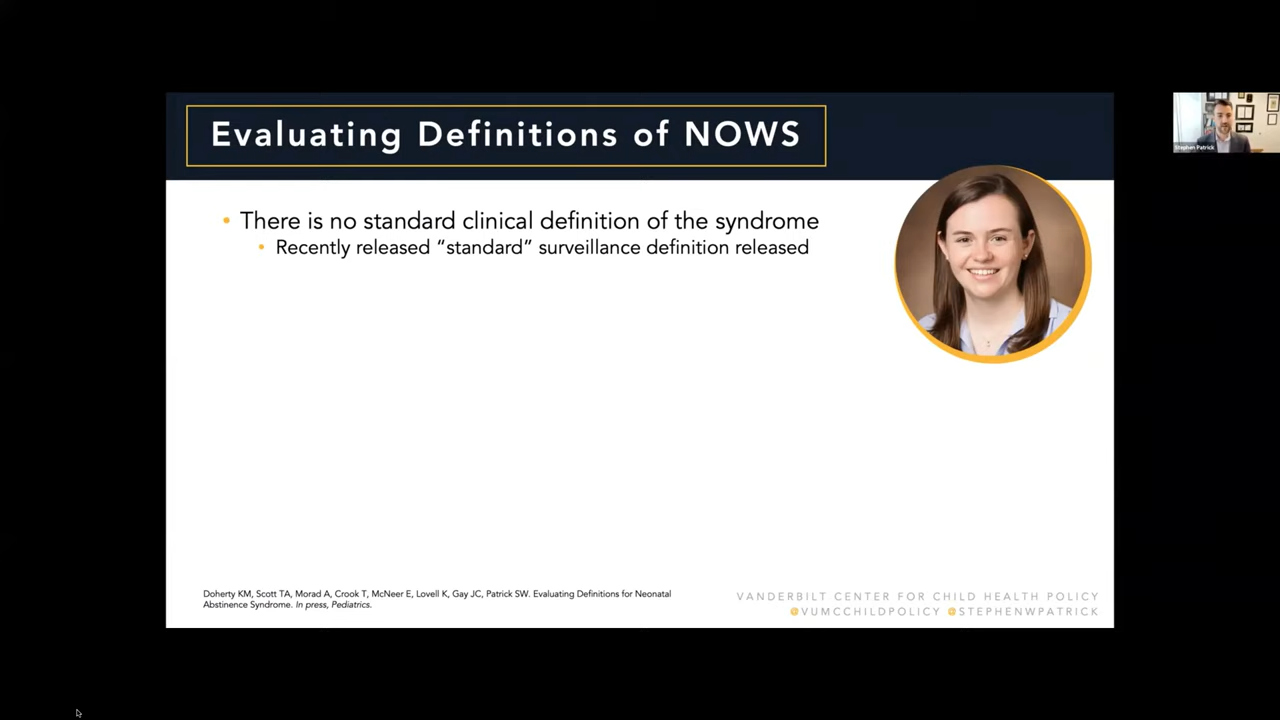 Evaluating Definitions of NOWS
• There is no standard clinical definition of the syndrome
• Recently released “standard” surveillance definition released
Stephen Patrick
Doherty KM, Scott TA, Morad A, Crook T, McNeer E, Lovell K, Gay JC, Patrick SW. Evaluating Definitions for Neonatal
Abstinence Syndrome. In press, Pediatrics.
VANDERBILT CENTER FOR CHILD HEALTH POLICY
@VUMCCHILDPOLICY @STEPHENWPATRICK